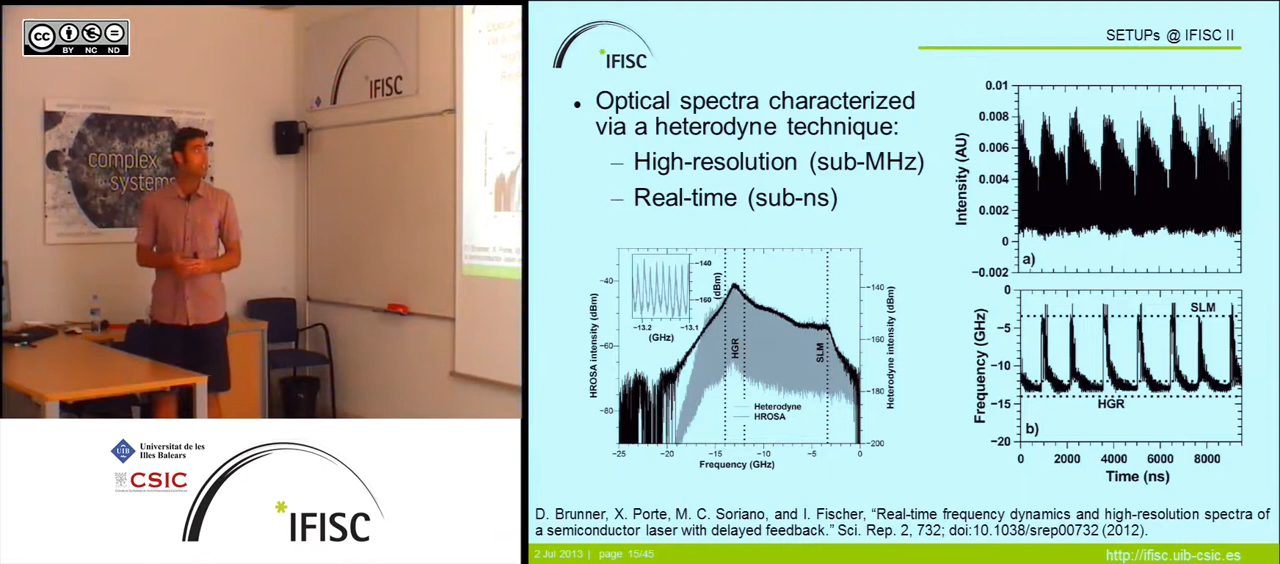 cc
BY NC ND
IFISC
complex
systems
Universitat de les
Illes Balears
UIB
CSIC
IFISC
IFISC
SETUPs @ IFISC II
• Optical spectra characterized
via a heterodyne technique:
– High-resolution (sub-MHz)
– Real-time (sub-ns)
HROSA intensity (dBm)
−40
−60
−80
−140
−160
(dBm)
−13.2 −13.1
(GHz)
HGR
SLM
Heterodyne
HROSA
−140
−160
−180
−200
Heterodyne intensity (dBm)
−25 −20 −15 −10 −5 0
Frequency (GHz)
Intensity (AU)
0.01
0.008
0.006
0.004
0.002
0
−0.002
a)
Frequency (GHz)
0
−5
−10
−15
−20
SLM
HGR
b)
0 2000 4000 6000 8000
Time (ns)
D. Brunner, X. Porte, M. C. Soriano, and I. Fischer, “Real-time frequency dynamics and high-resolution spectra of
a semiconductor laser with delayed feedback.” Sci. Rep. 2, 732; doi:10.1038/srep00732 (2012).
2 Jul 2013 | page 15/45
http://ifisc.uib-csic.es